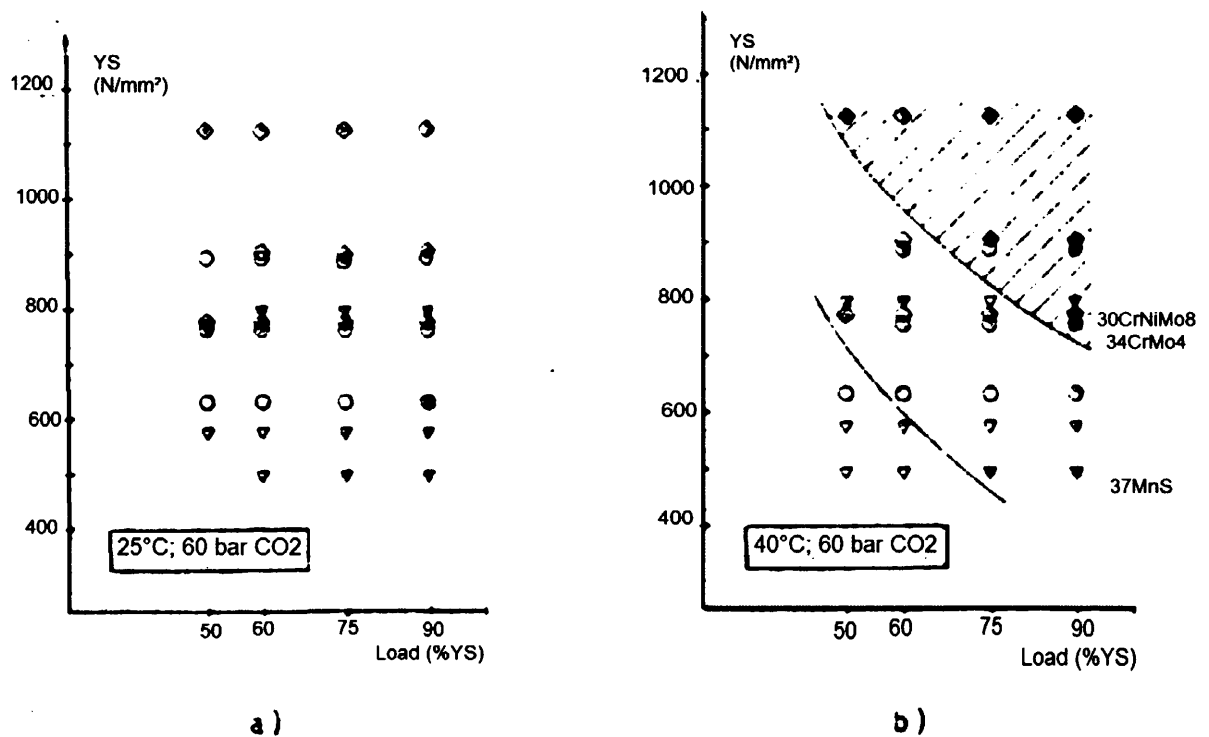 YS
(N/mm²)
1200
1000
800
600
400
25°C; 60 bar CO2
50 60 75 90
Load (%YS)
a)
YS
(N/mm²)
1200
1000
800
600
400
30CrNiMo8
34CrMo4
37MnS
40°C; 60 bar CO2
50 60 75 90
Load (%YS)
b)